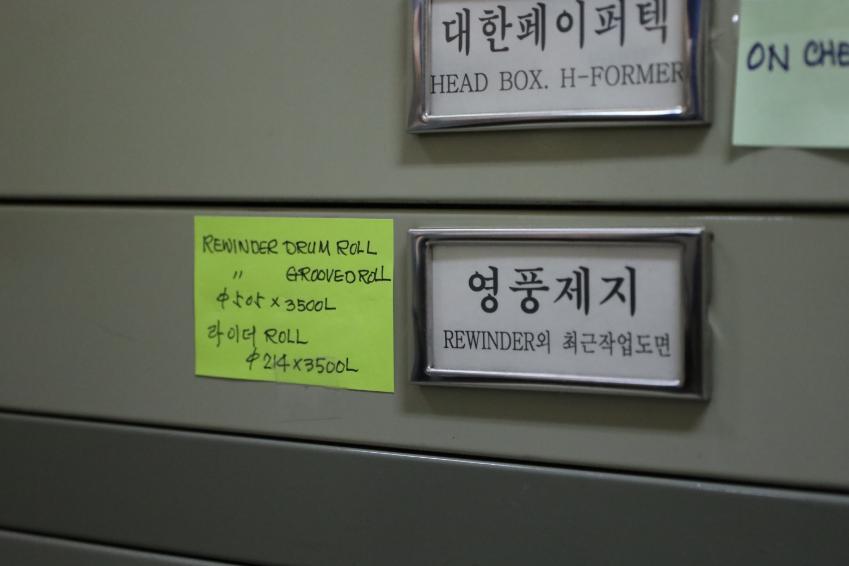 대한페이퍼텍
HEAD BOX. H-FORMER
ON CHE
REWINDER DRUM ROLL
" GROOVED ROLL
φ505 × 3500L
라이더 ROLL
φ214×3500L
영풍제지
REWINDER외 최근작업도면